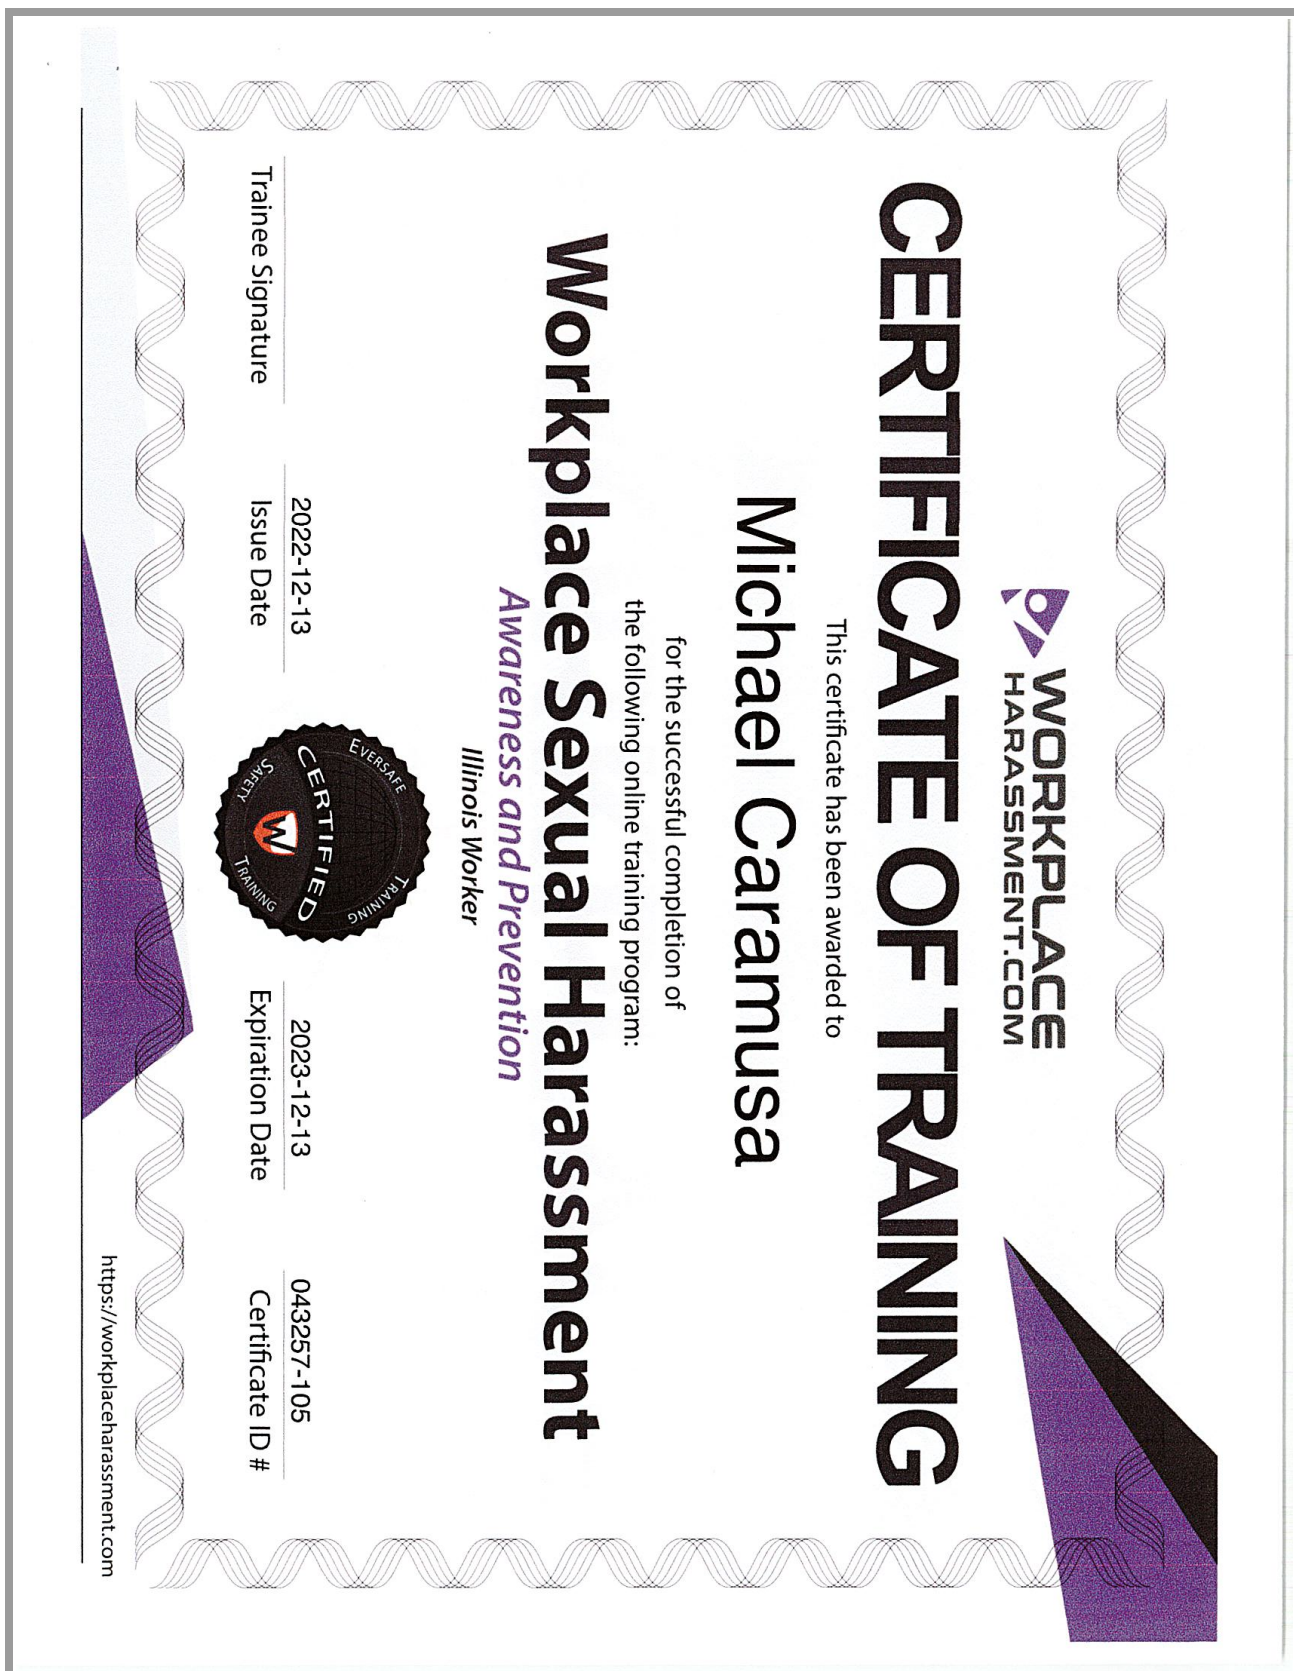 WORKPLACE
HARASSMENT.COM
CERTIFICATE OF TRAINING
This certificate has been awarded to
Michael Caramusa
for the successful completion of
the following online training program:
Workplace Sexual Harassment
Awareness and Prevention
Illinois Worker
EVERSAFE TRAINING
CERTIFIED
W
SAFETY TRAINING
Trainee Signature
2022-12-13
Issue Date
2023-12-13
Expiration Date
043257-105
Certificate ID #
https://workplaceharassment.com